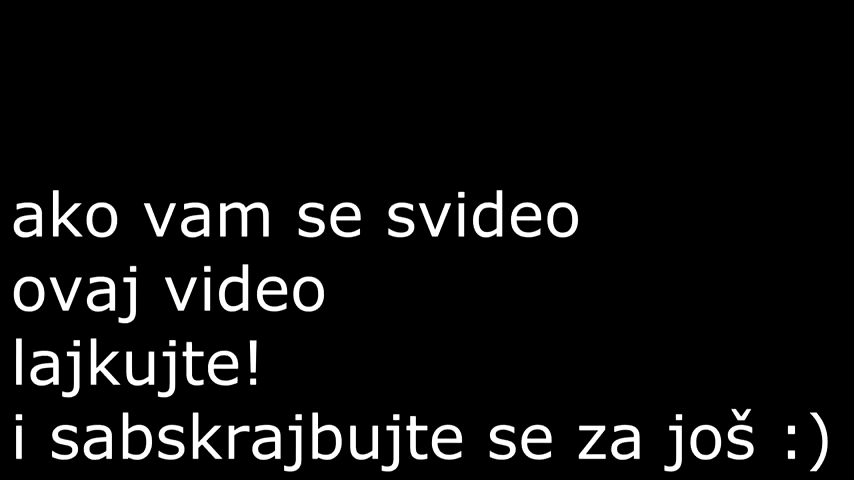 ako vam se svideo
ovaj video
lajkujte!
i sabskrajbujte se za još :)